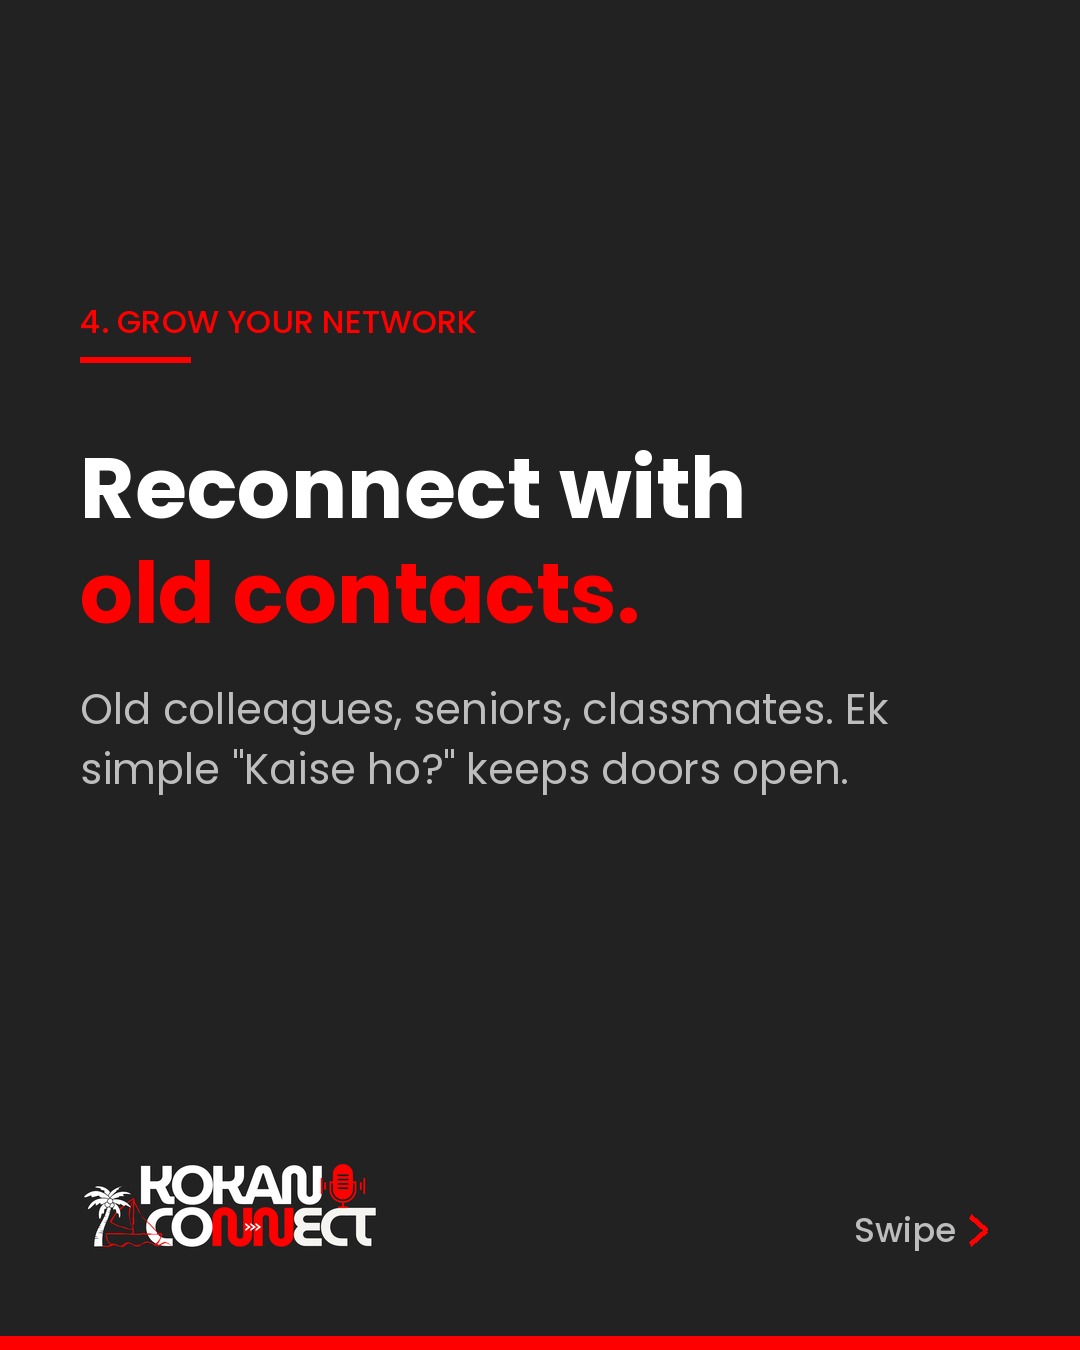 4. GROW YOUR NETWORK
Reconnect with
old contacts.
Old colleagues, seniors, classmates. Ek
simple "Kaise ho?" keeps doors open.
KOKAN
CONNECT
Swipe